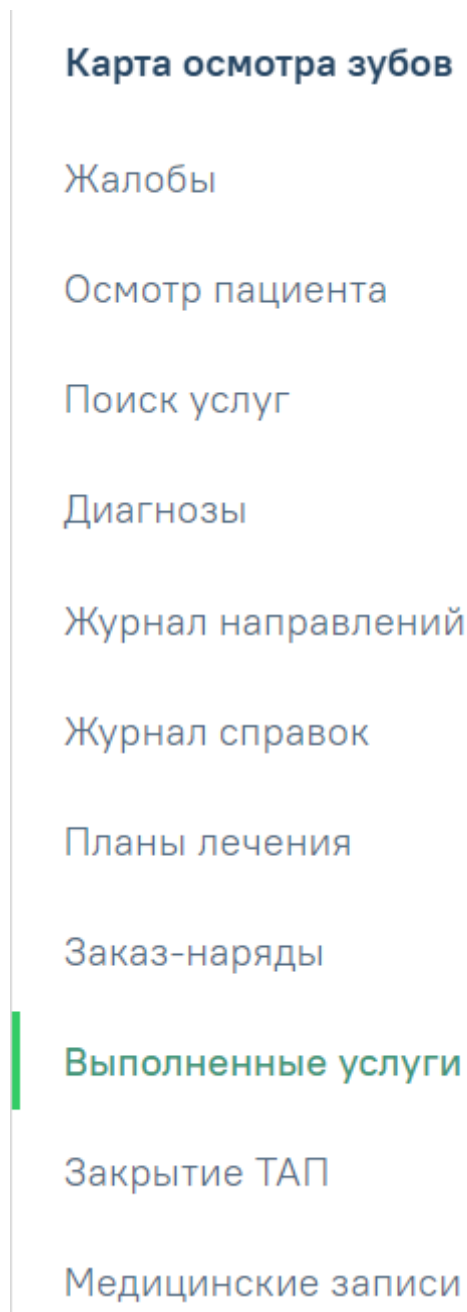 Карта осмотра зубов
Жалобы
Осмотр пациента
Поиск услуг
Диагнозы
Журнал направлений
Журнал справок
Планы лечения
Заказ-наряды
Выполненные услуги
Закрытие ТАП
Медицинские записи